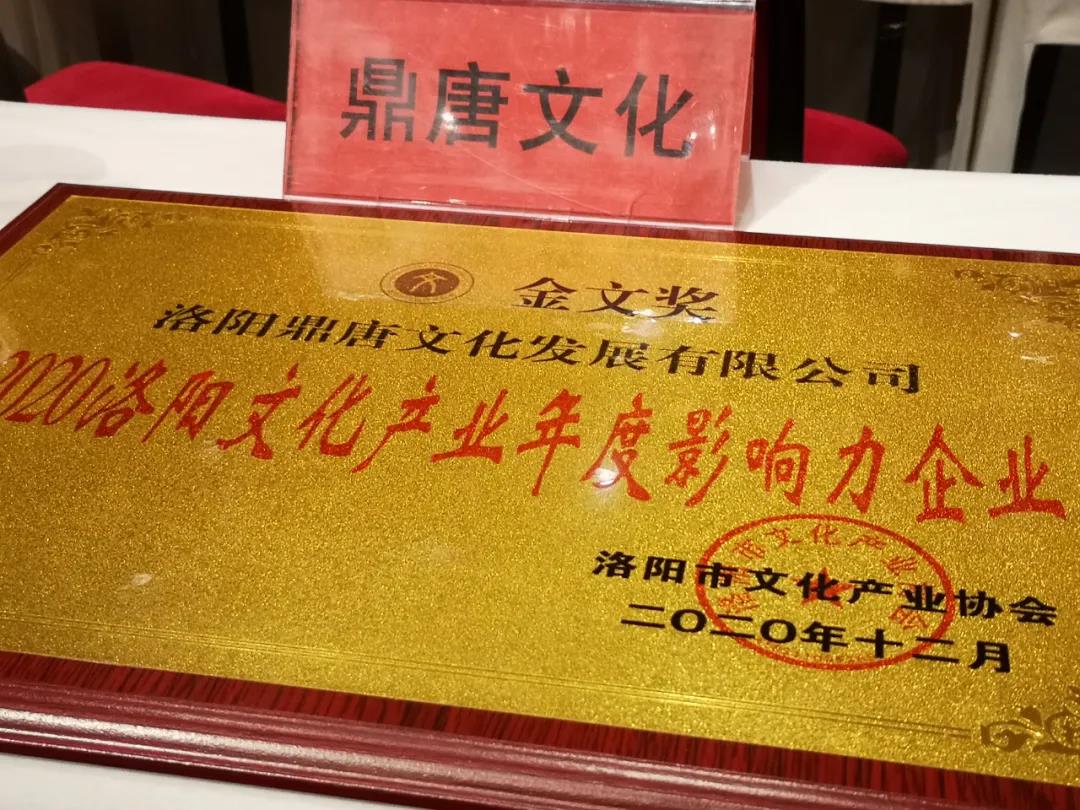 鼎唐文化
金文奖
洛阳鼎唐文化发展有限公司
2020洛阳文化产业年度影响力企业
洛阳市文化产业协会
二〇二〇年十二月